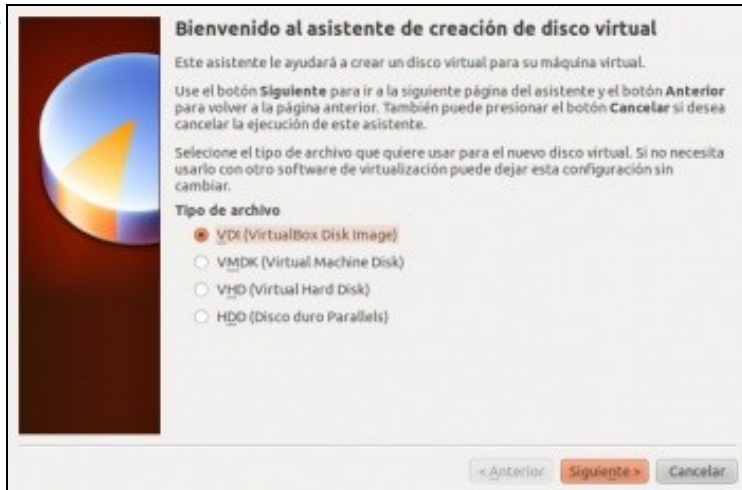 Bienvenido al asistente de creación de disco virtual
Este asistente le ayudará a crear un disco virtual para su máquina virtual.
Use el botón Siguiente para ir a la siguiente página del asistente y el botón Anterior
para volver a la página anterior. También puede presionar el botón Cancelar si desea
cancelar la ejecución de este asistente.
Selecione el tipo de archivo que quiere usar para el nuevo disco virtual. Si no necesita
usarlo con otro software de virtualización puede dejar esta configuración sin
cambiar.
Tipo de archivo
VDI (VirtualBox Disk Image)
VMDK (Virtual Machine Disk)
VHD (Virtual Hard Disk)
HDD (Disco duro Parallels)
< Anterior Siguiente > Cancelar